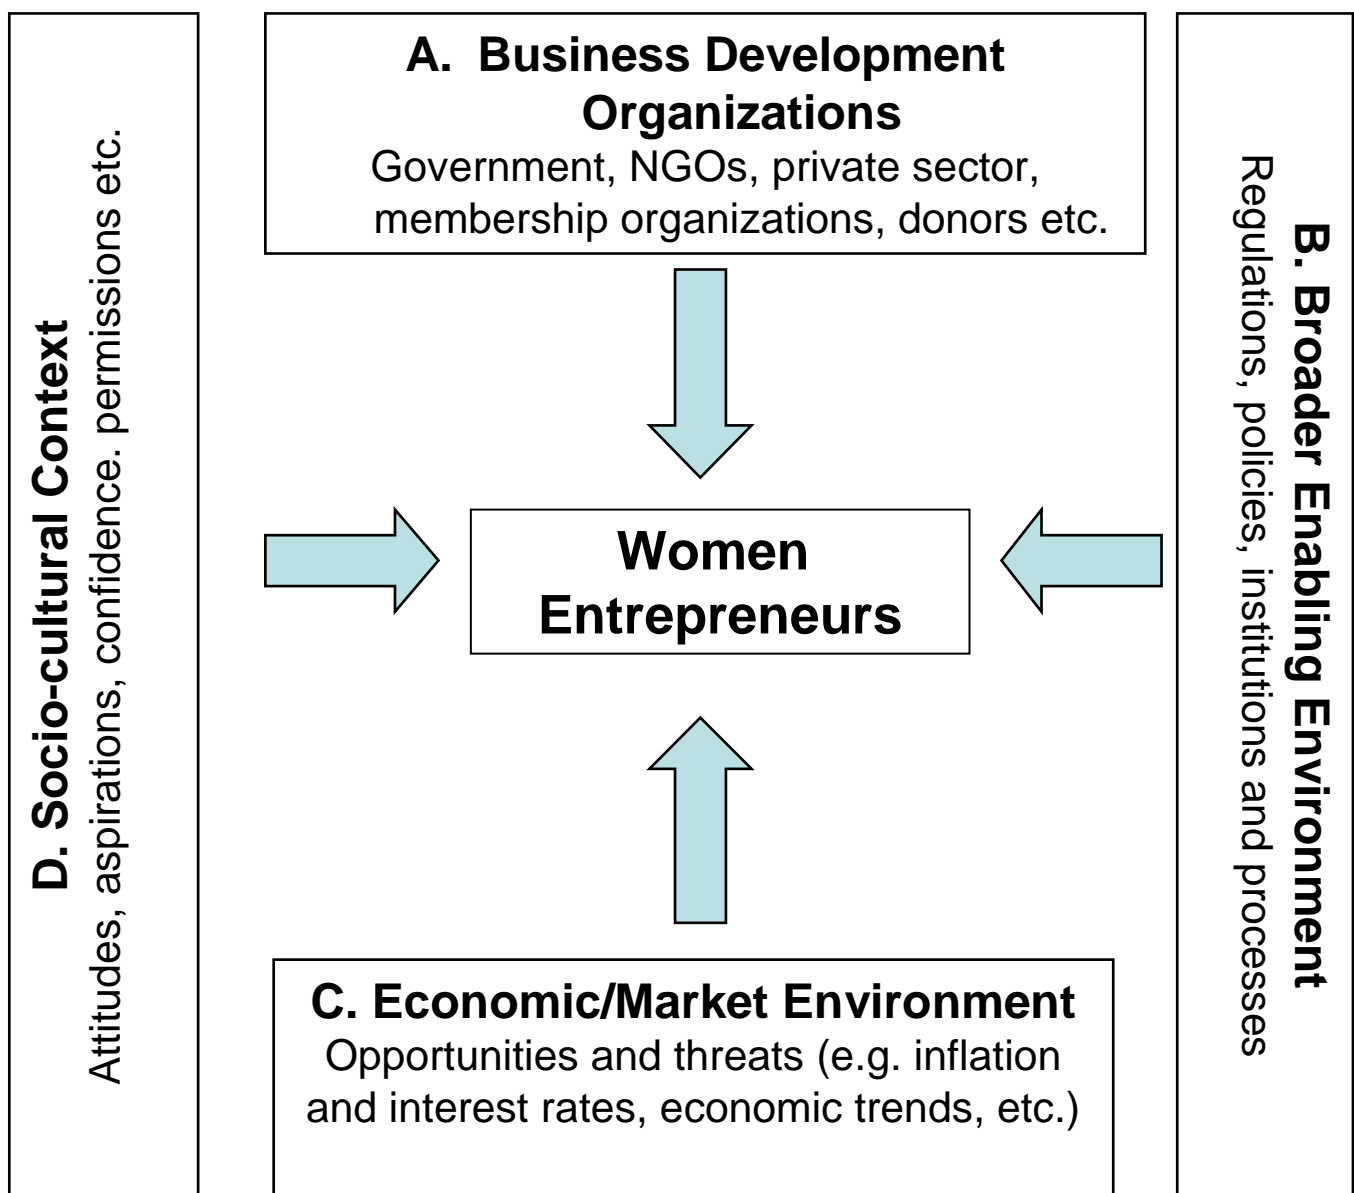 A. Business Development
Organizations
Government, NGOs, private sector,
membership organizations, donors etc.
D. Socio-cultural Context
Attitudes, aspirations, confidence. permissions etc.
Women
Entrepreneurs
B. Broader Enabling Environment
Regulations, policies, institutions and processes
C. Economic/Market Environment
Opportunities and threats (e.g. inflation
and interest rates, economic trends, etc.)